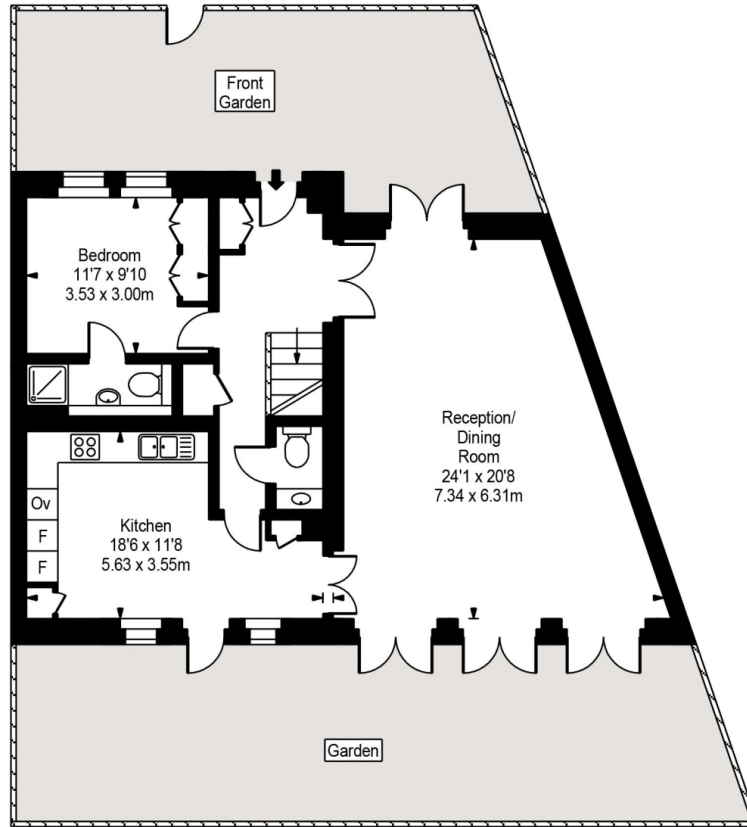 Front
Garden
Bedroom
11'7 x 9'10
3.53 x 3.00m
Reception/
Dining
Room
24'1 x 20'8
7.34 x 6.31m
Ov
F
F
Kitchen
18'6 x 11'8
5.63 x 3.55m
Garden